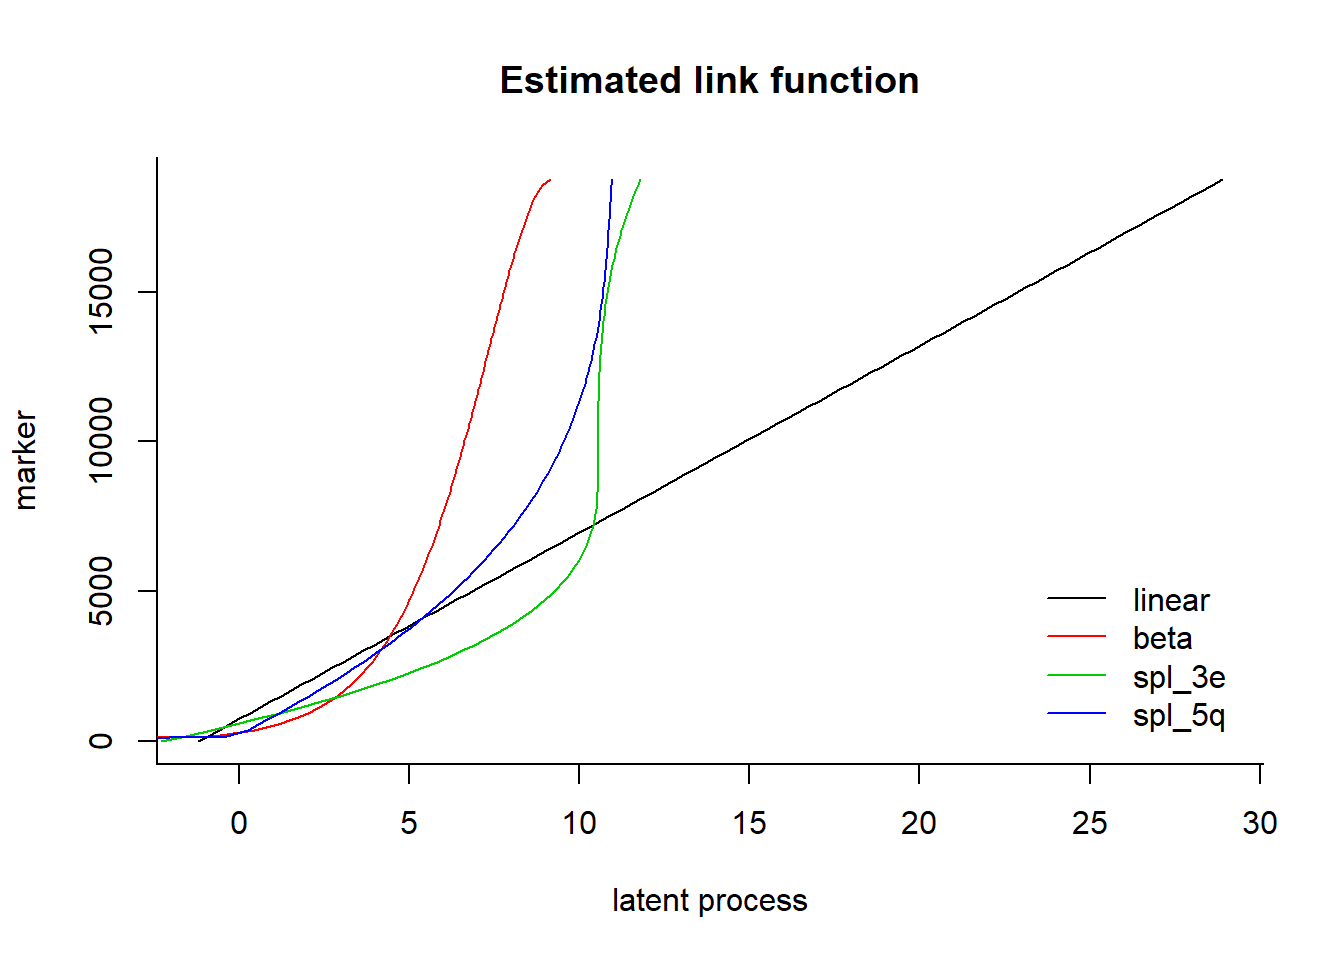 Estimated link function
marker
15000
10000
5000
0
linear
beta
spl_3e
spl_5q
0 5 10 15 20 25 30
latent process